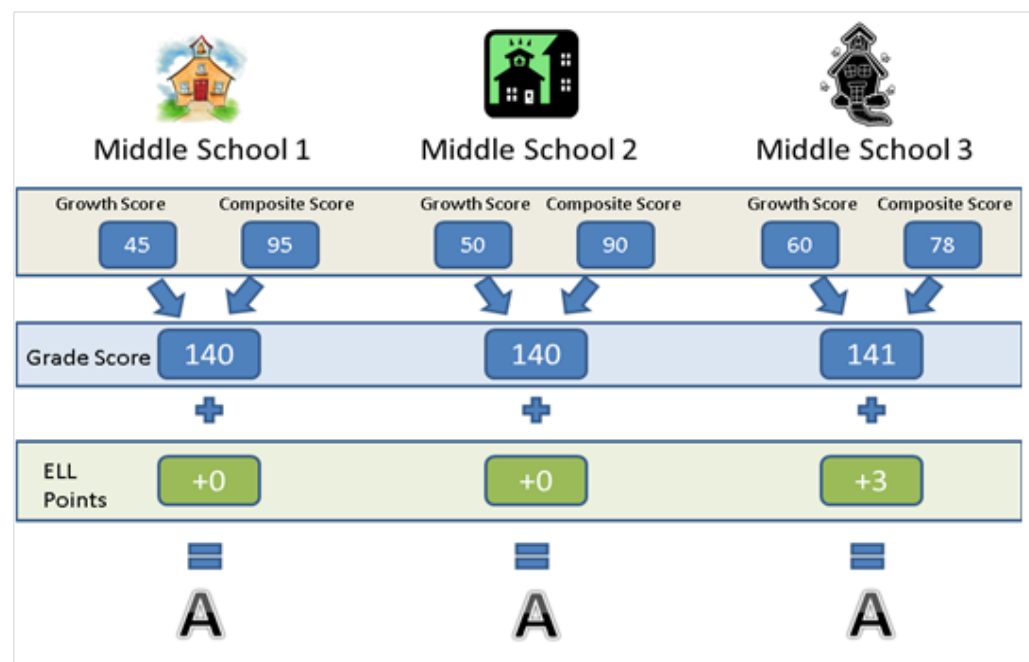 Middle School 1 Middle School 2 Middle School 3
Growth Score Composite Score Growth Score Composite Score Growth Score Composite Score
45 95 50 90 60 78
Grade Score 140 140 141
+0 +0 +3
ELL
Points
A A A